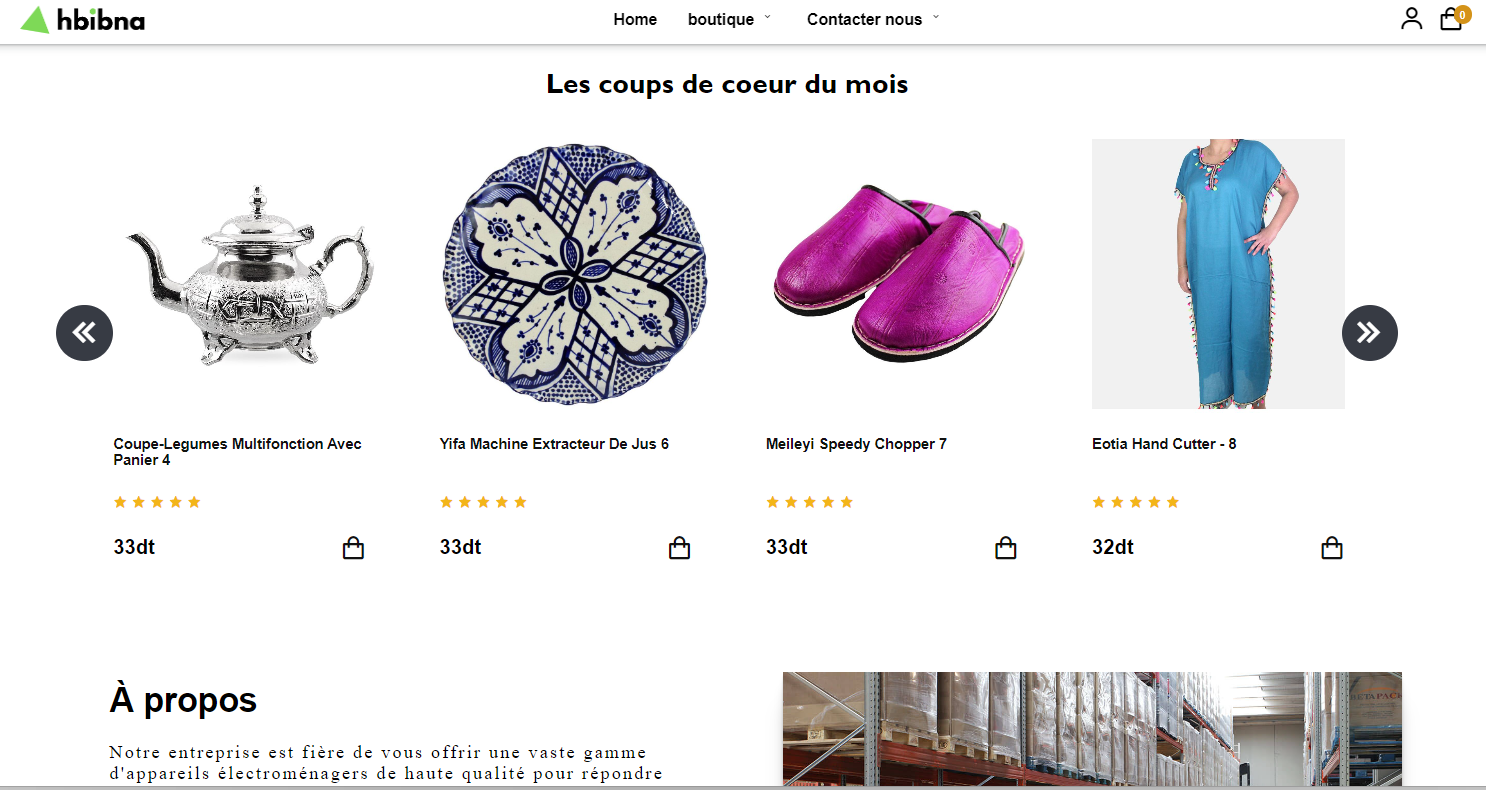 hbibna
Home boutique Contacter nous
0
Les coups de coeur du mois
Coupe-Legumes Multifonction Avec
Panier 4
33dt
Yifa Machine Extracteur De Jus 6
33dt
Meileyi Speedy Chopper 7
33dt
Eotia Hand Cutter - 8
32dt
À propos
Notre entreprise est fière de vous offrir une vaste gamme
d'appareils électroménagers de haute qualité pour répondre